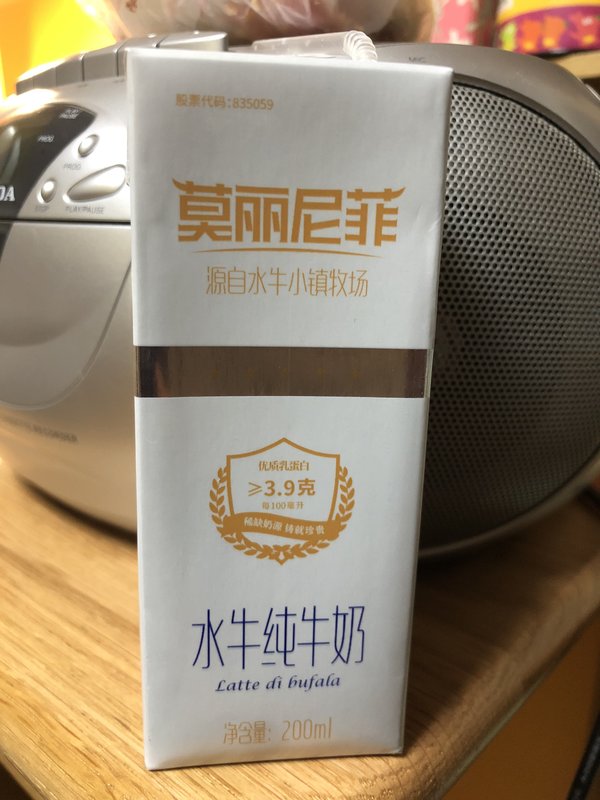 股票代码:835059
莫丽尼菲
源自水牛小镇牧场
优质乳蛋白
≥3.9克
每100毫升
稀缺奶源 铸就珍贵
水牛纯牛奶
Latte di bufala
净含量: 200ml
PLAY/PAUSE